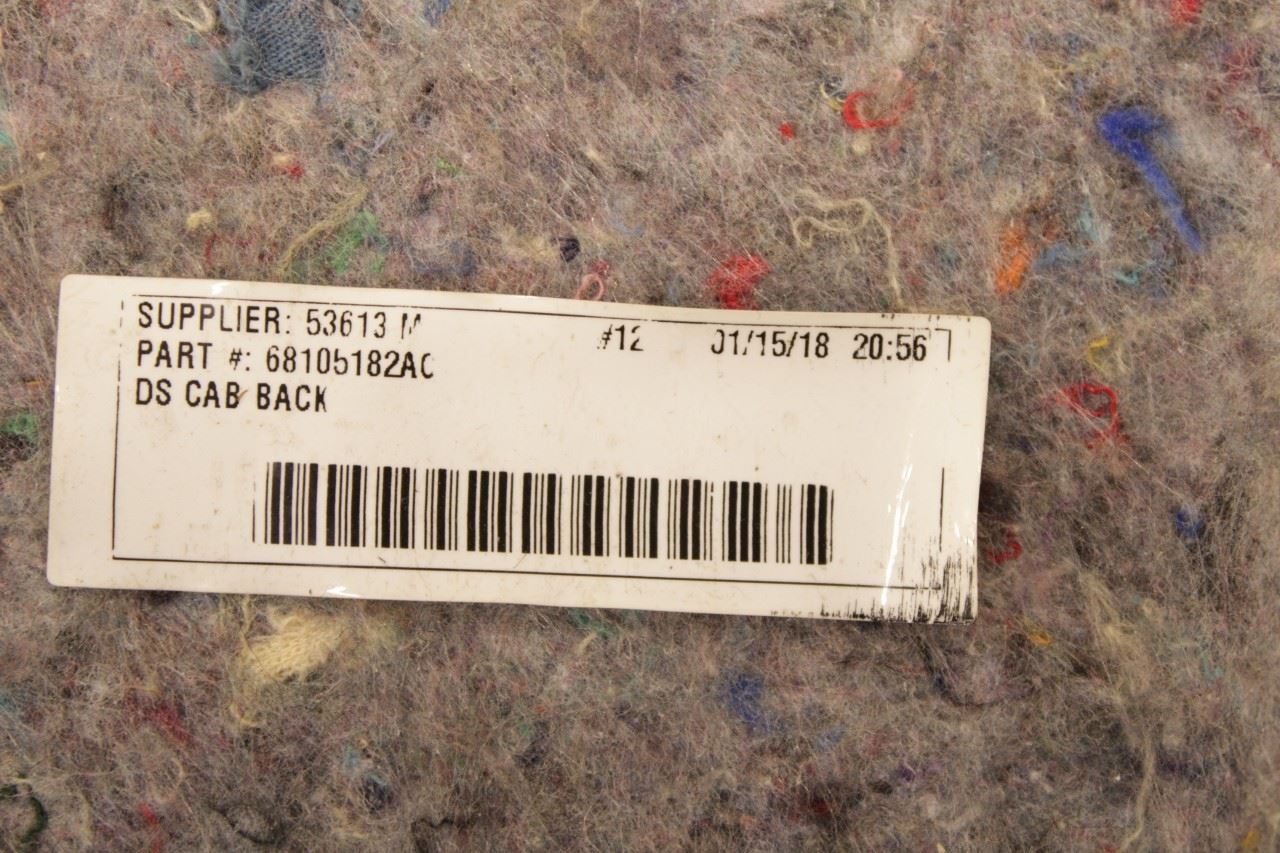 SUPPLIER: 53613 M #12 01/15/18 20:56
PART #: 68105182AC
DS CAB BACK